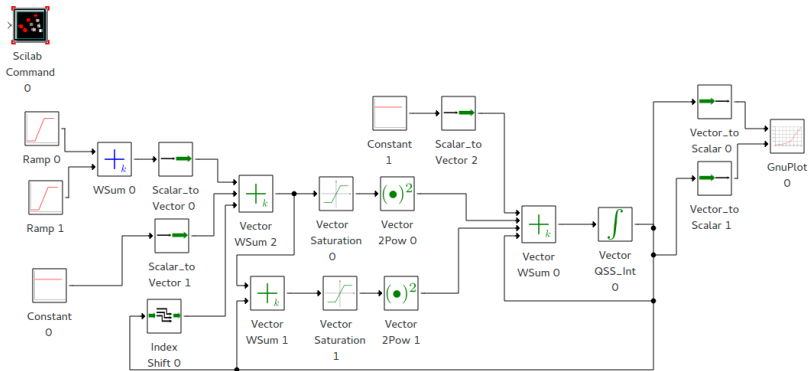 Scilab
Command
0
Ramp 0
Ramp 1
k
WSum 0
Scalar_to
Vector 0
Scalar_to
Vector 1
Constant
0
Index
Shift 0
k
Vector
WSum 2
k
Vector
WSum 1
Vector
Saturation
0
Vector
Saturation
1
(•)2
Vector
2Pow 0
(•)2
Vector
2Pow 1
Constant
1
Scalar_to
Vector 2
k
Vector
WSum 0
∫
Vector
QSS_Int
0
Vector_to
Scalar 0
Vector_to
Scalar 1
GnuPlot
0